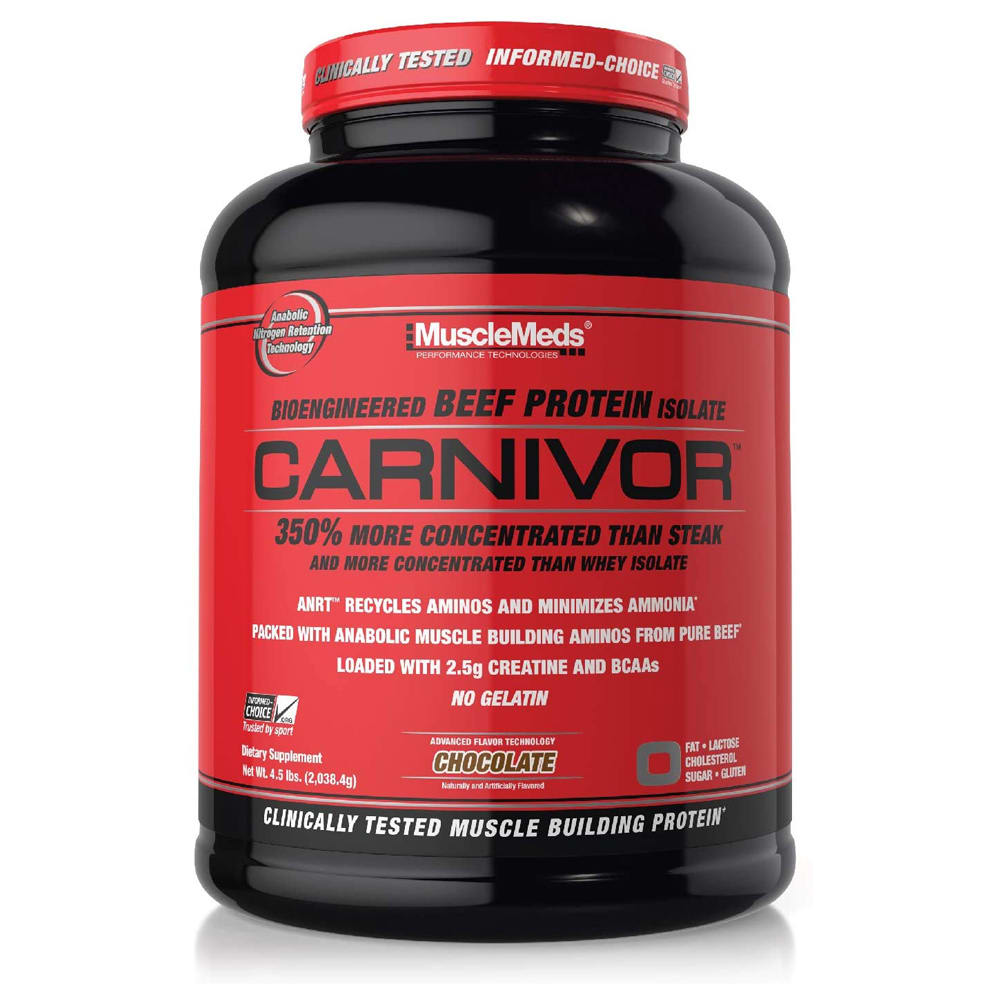 CLINICALLY TESTED INFORMED-CHOICE
Anabolic
Nitrogen Retention
Technology
MuscleMeds®
PERFORMANCE TECHNOLOGIES
BIOENGINEERED BEEF PROTEIN ISOLATE
CARNIVOR™
350% MORE CONCENTRATED THAN STEAK
AND MORE CONCENTRATED THAN WHEY ISOLATE
ANRT™ RECYCLES AMINOS AND MINIMIZES AMMONIA*
PACKED WITH ANABOLIC MUSCLE BUILDING AMINOS FROM PURE BEEF*
LOADED WITH 2.5g CREATINE AND BCAAs
NO GELATIN
INFORMED-
CHOICE
.ORG
Trusted by sport
Dietary Supplement
Net Wt. 4.5 lbs. (2,038.4g)
ADVANCED FLAVOR TECHNOLOGY
CHOCOLATE
Naturally and Artificially Flavored
0
FAT • LACTOSE
CHOLESTEROL
SUGAR • GLUTEN
CLINICALLY TESTED MUSCLE BUILDING PROTEIN⁺